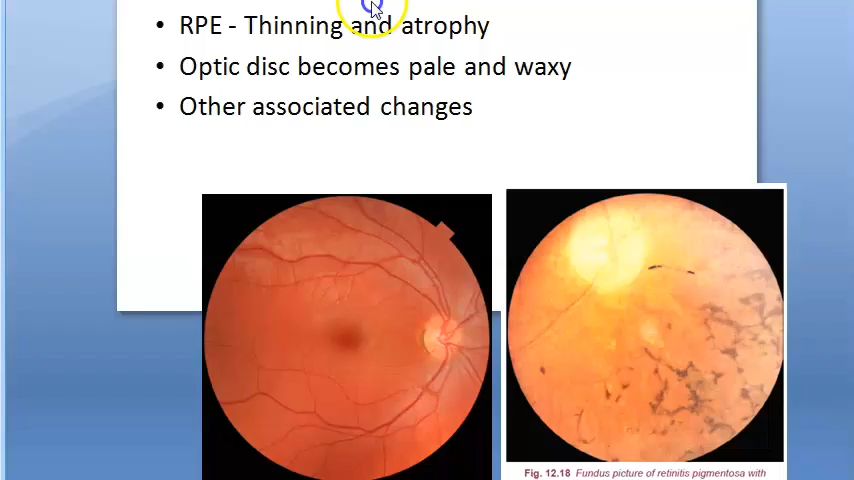 • RPE - Thinning and atrophy
• Optic disc becomes pale and waxy
• Other associated changes
Fig. 12.18 Fundus picture of retinitis pigmentosa with